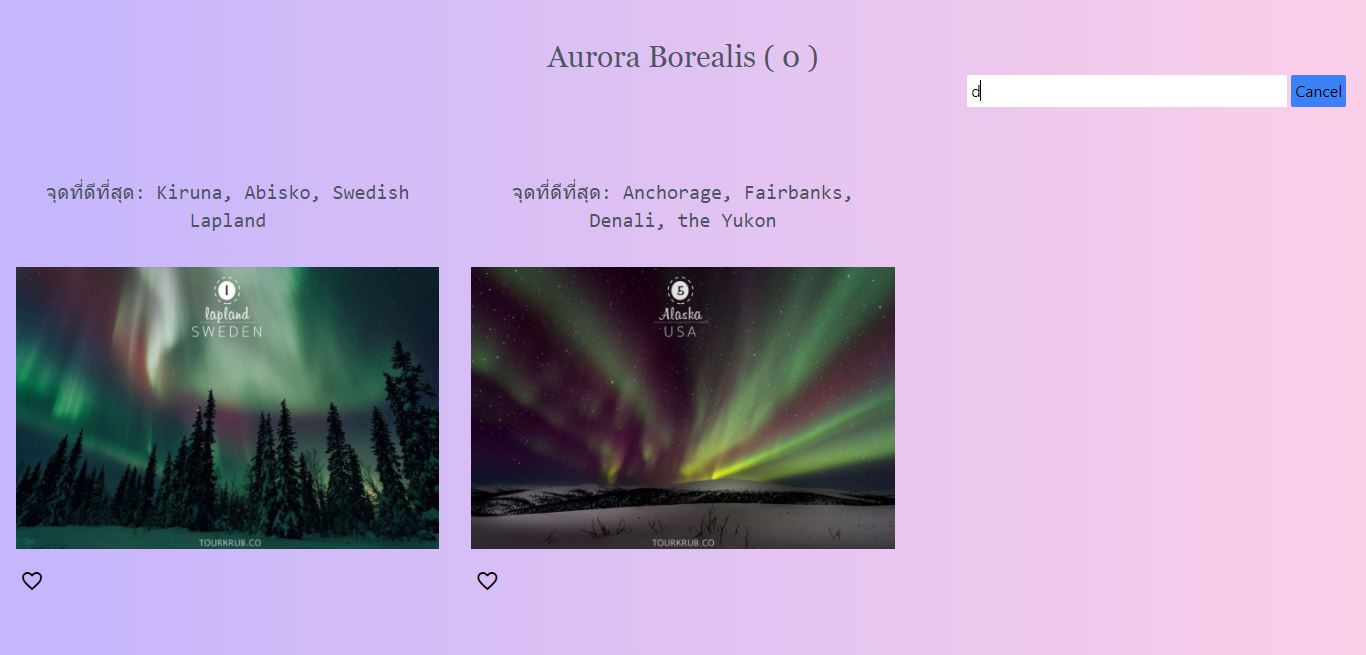 Aurora Borealis ( 0 )
d
Cancel
จุดที่ดีที่สุด: Kiruna, Abisko, Swedish
Lapland
จุดที่ดีที่สุด: Anchorage, Fairbanks,
Denali, the Yukon
1
lapland
SWEDEN
TOURKRUB.CO
5
Alaska
USA
TOURKRUB.CO